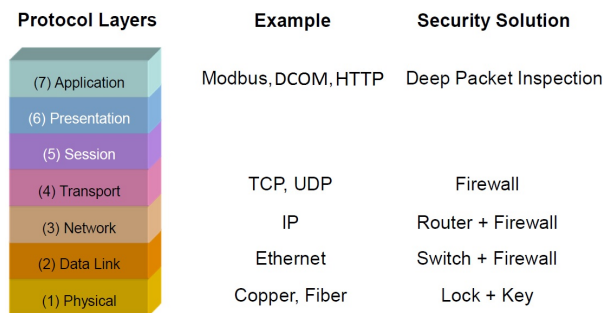 Protocol Layers Example Security Solution
(7) Application Modbus, DCOM, HTTP Deep Packet Inspection
(6) Presentation
(5) Session
(4) Transport TCP, UDP Firewall
(3) Network IP Router + Firewall
(2) Data Link Ethernet Switch + Firewall
(1) Physical Copper, Fiber Lock + Key